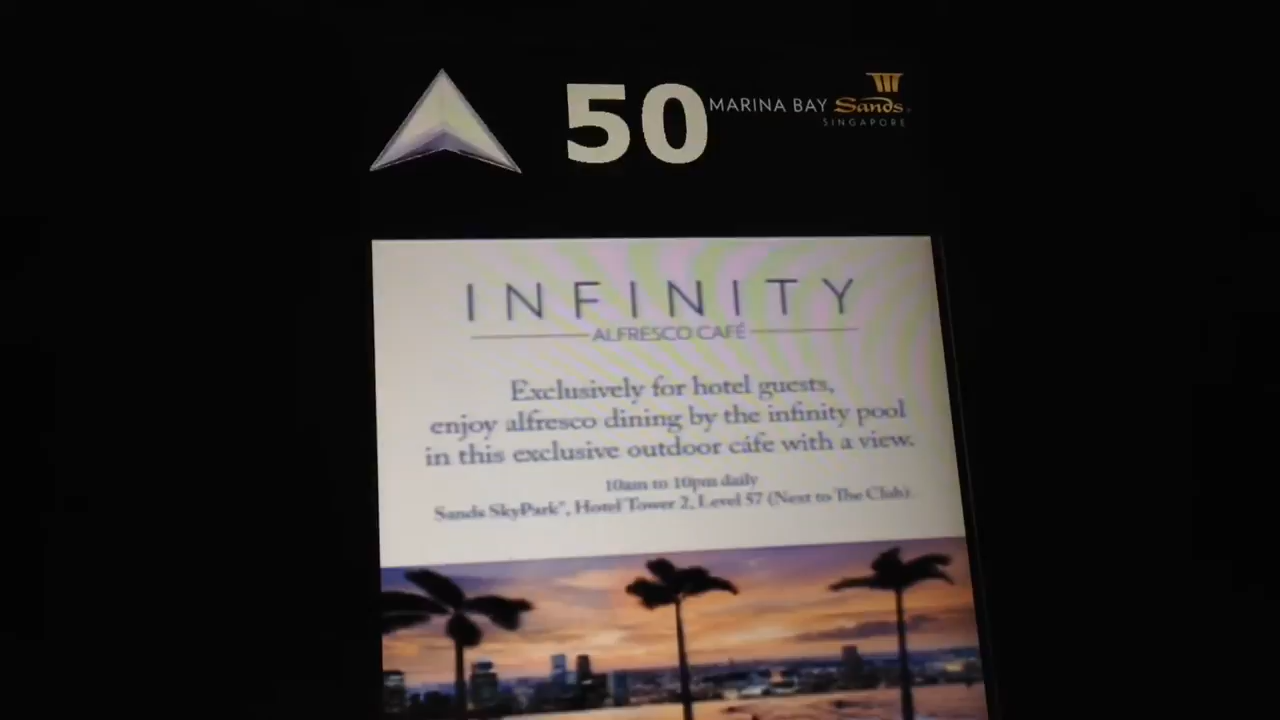 50
MARINA BAY Sands.
SINGAPORE
INFINITY
ALFRESCO CAFÉ
Exclusively for hotel guests,
enjoy alfresco dining by the infinity pool
in this exclusive outdoor cáfe with a view.
10am to 10pm daily
Sands SkyPark®, Hotel Tower 2, Level 57 (Next to The Club).